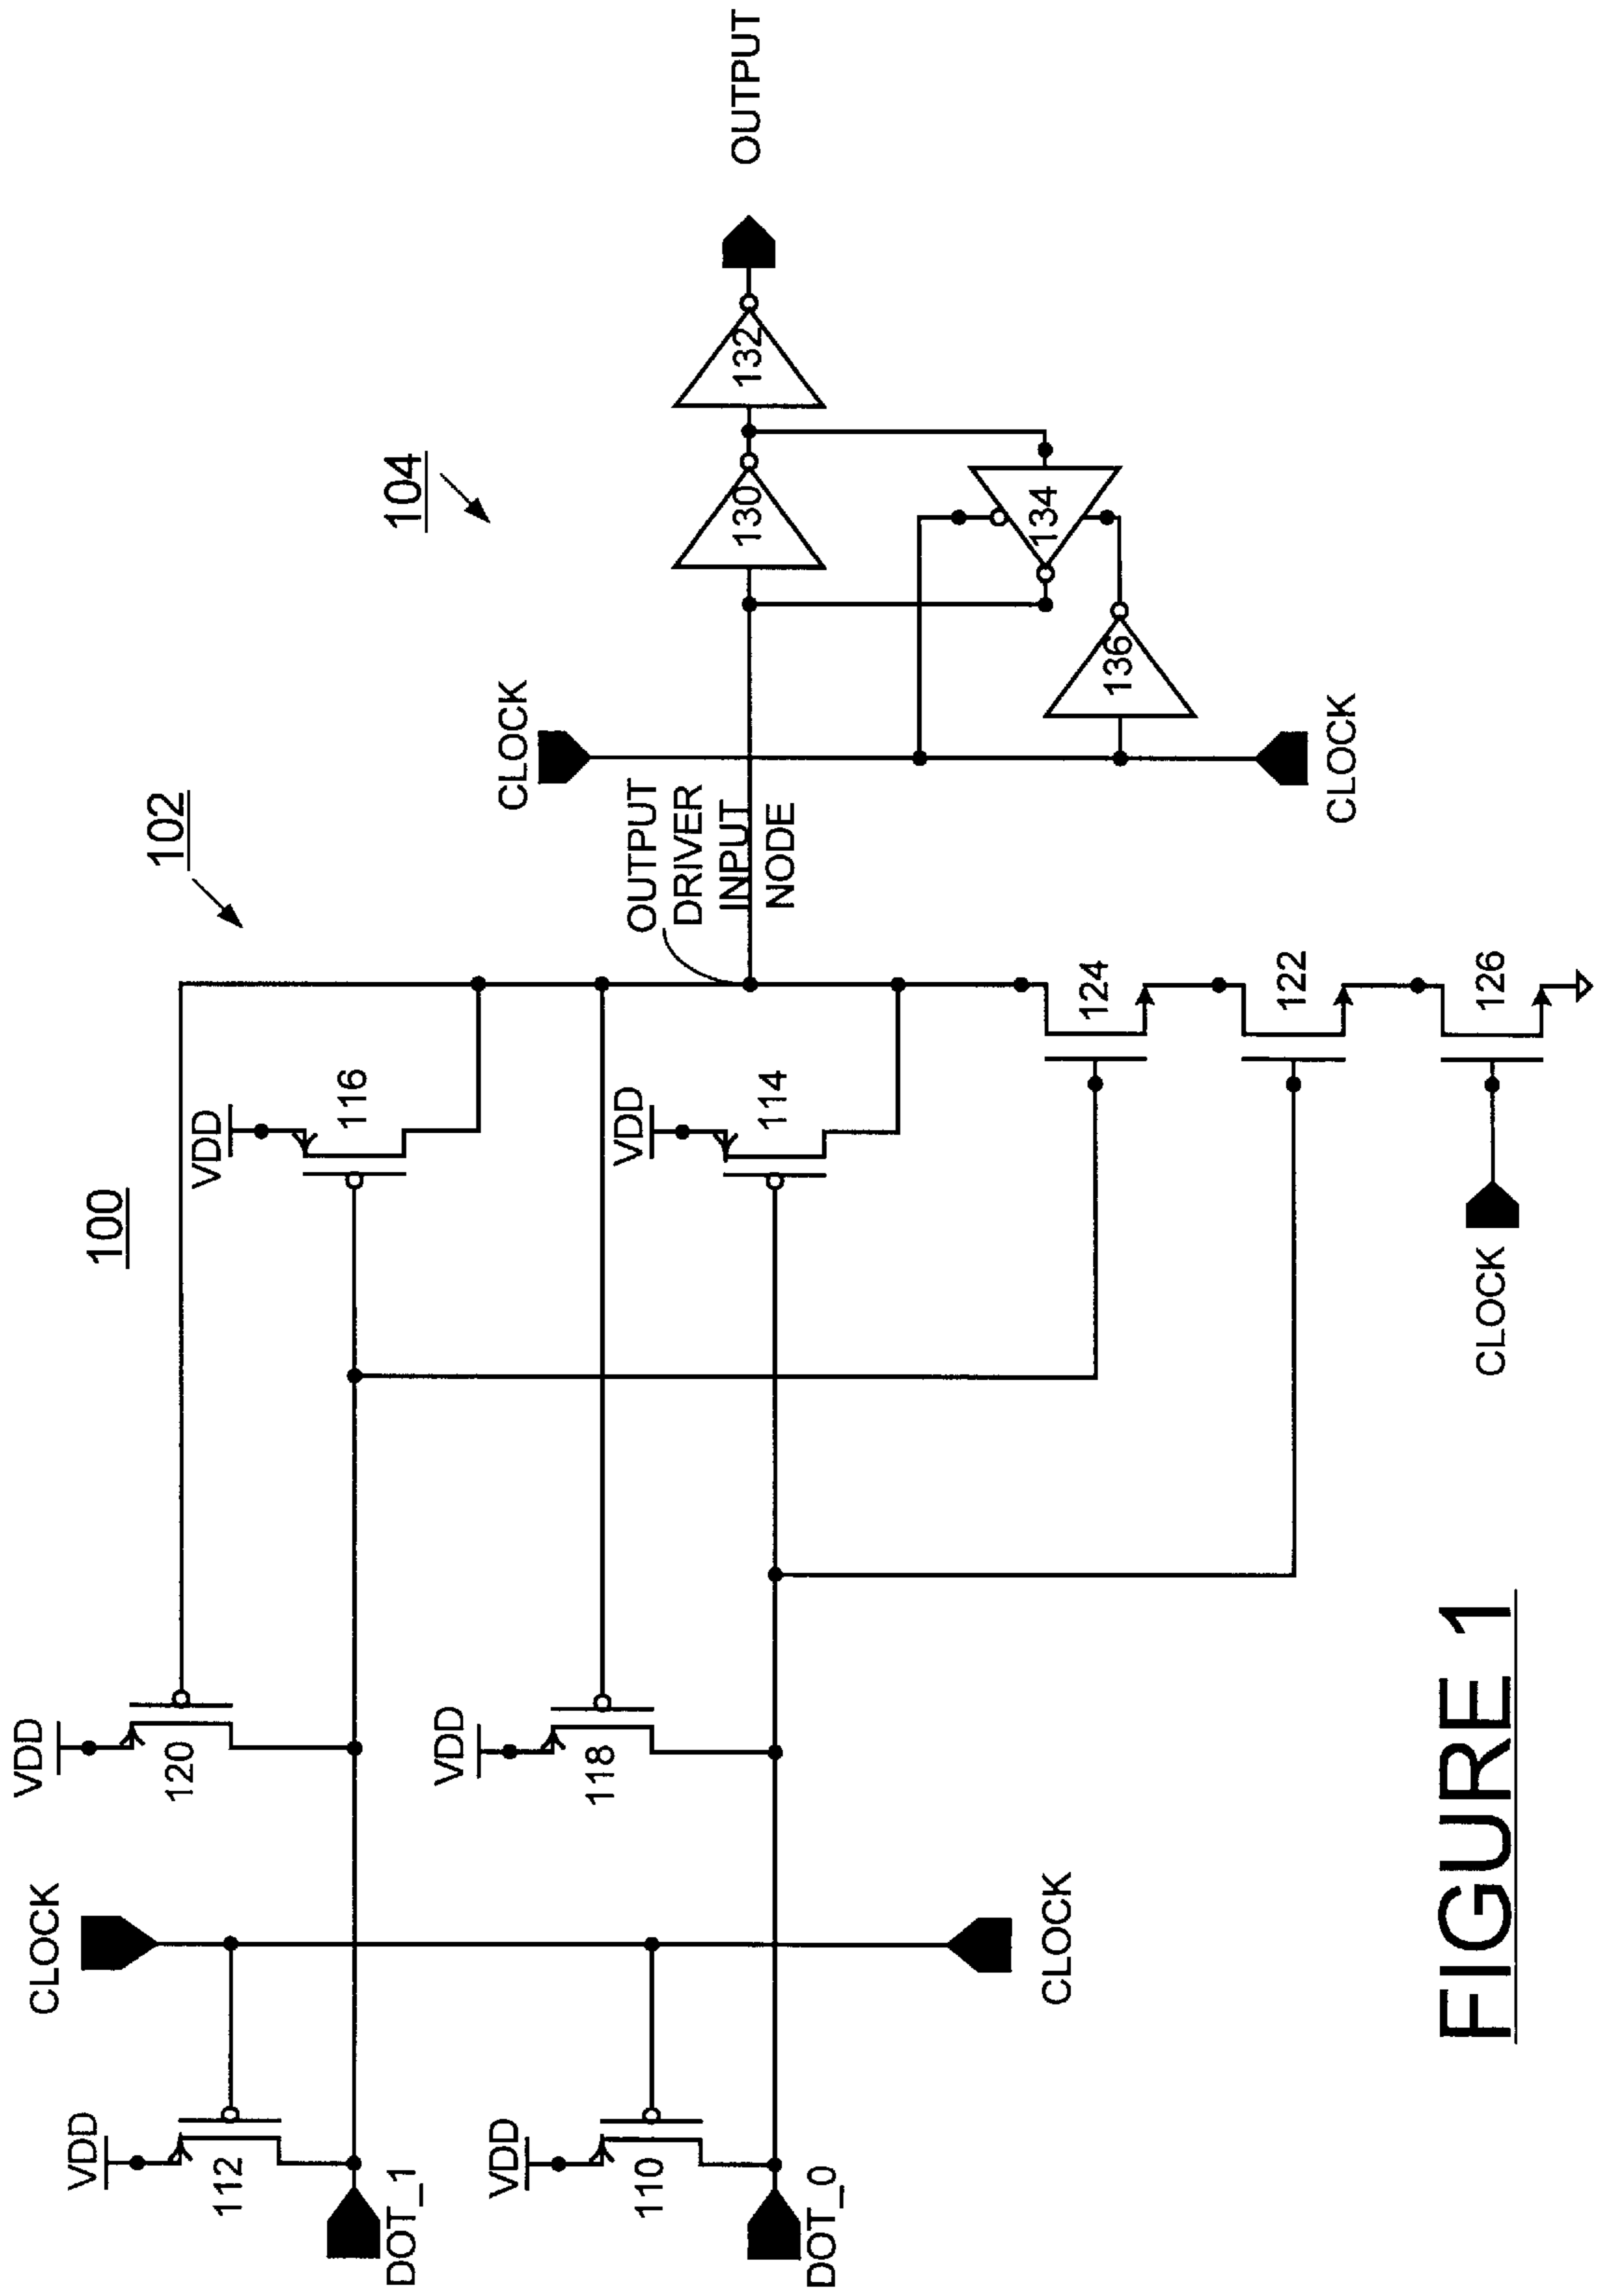 100
102
104
VDD
120
VDD
116
CLOCK
VDD
112
DOT_1
VDD
118
VDD
114
OUTPUT
DRIVER
INPUT
NODE
CLOCK
130
132
OUTPUT
134
136
CLOCK
VDD
110
DOT_0
CLOCK
124
122
126
CLOCK
FIGURE 1